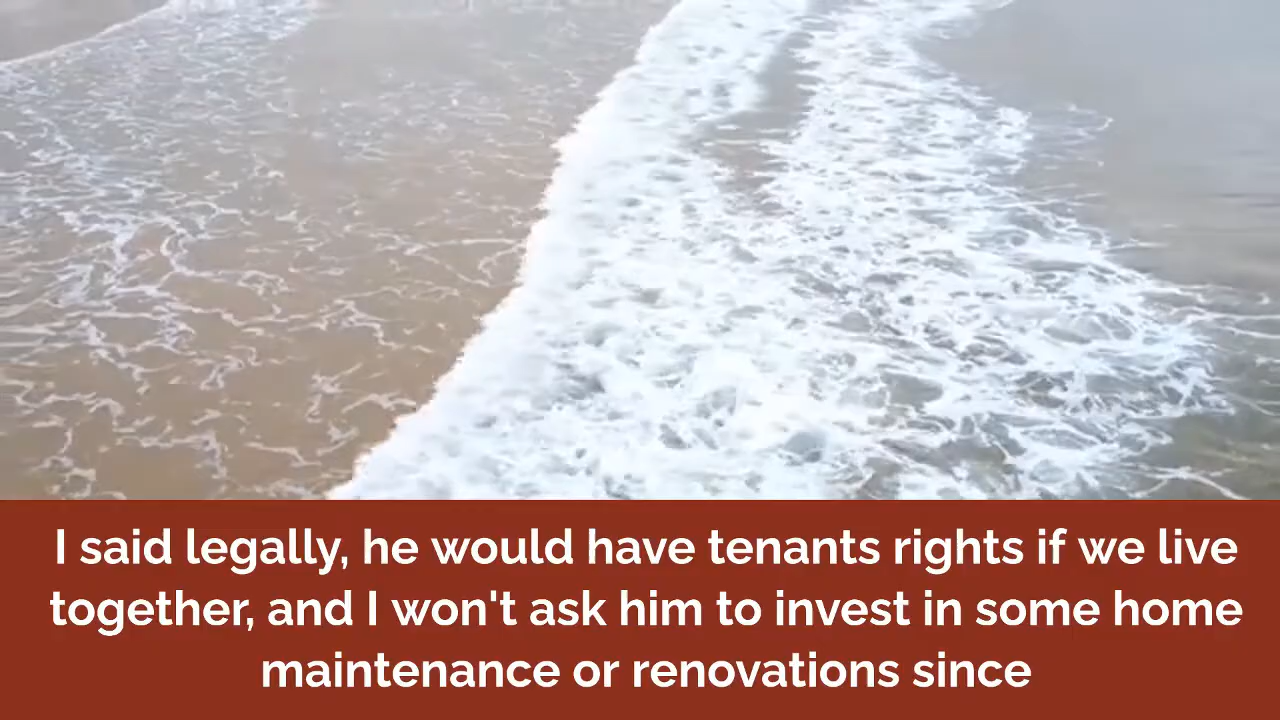 I said legally, he would have tenants rights if we live
together, and I won't ask him to invest in some home
maintenance or renovations since